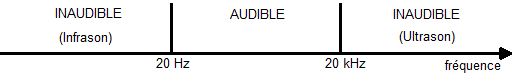 INAUDIBLE AUDIBLE INAUDIBLE
(Infrason) (Ultrason)
20 Hz 20 kHz fréquence